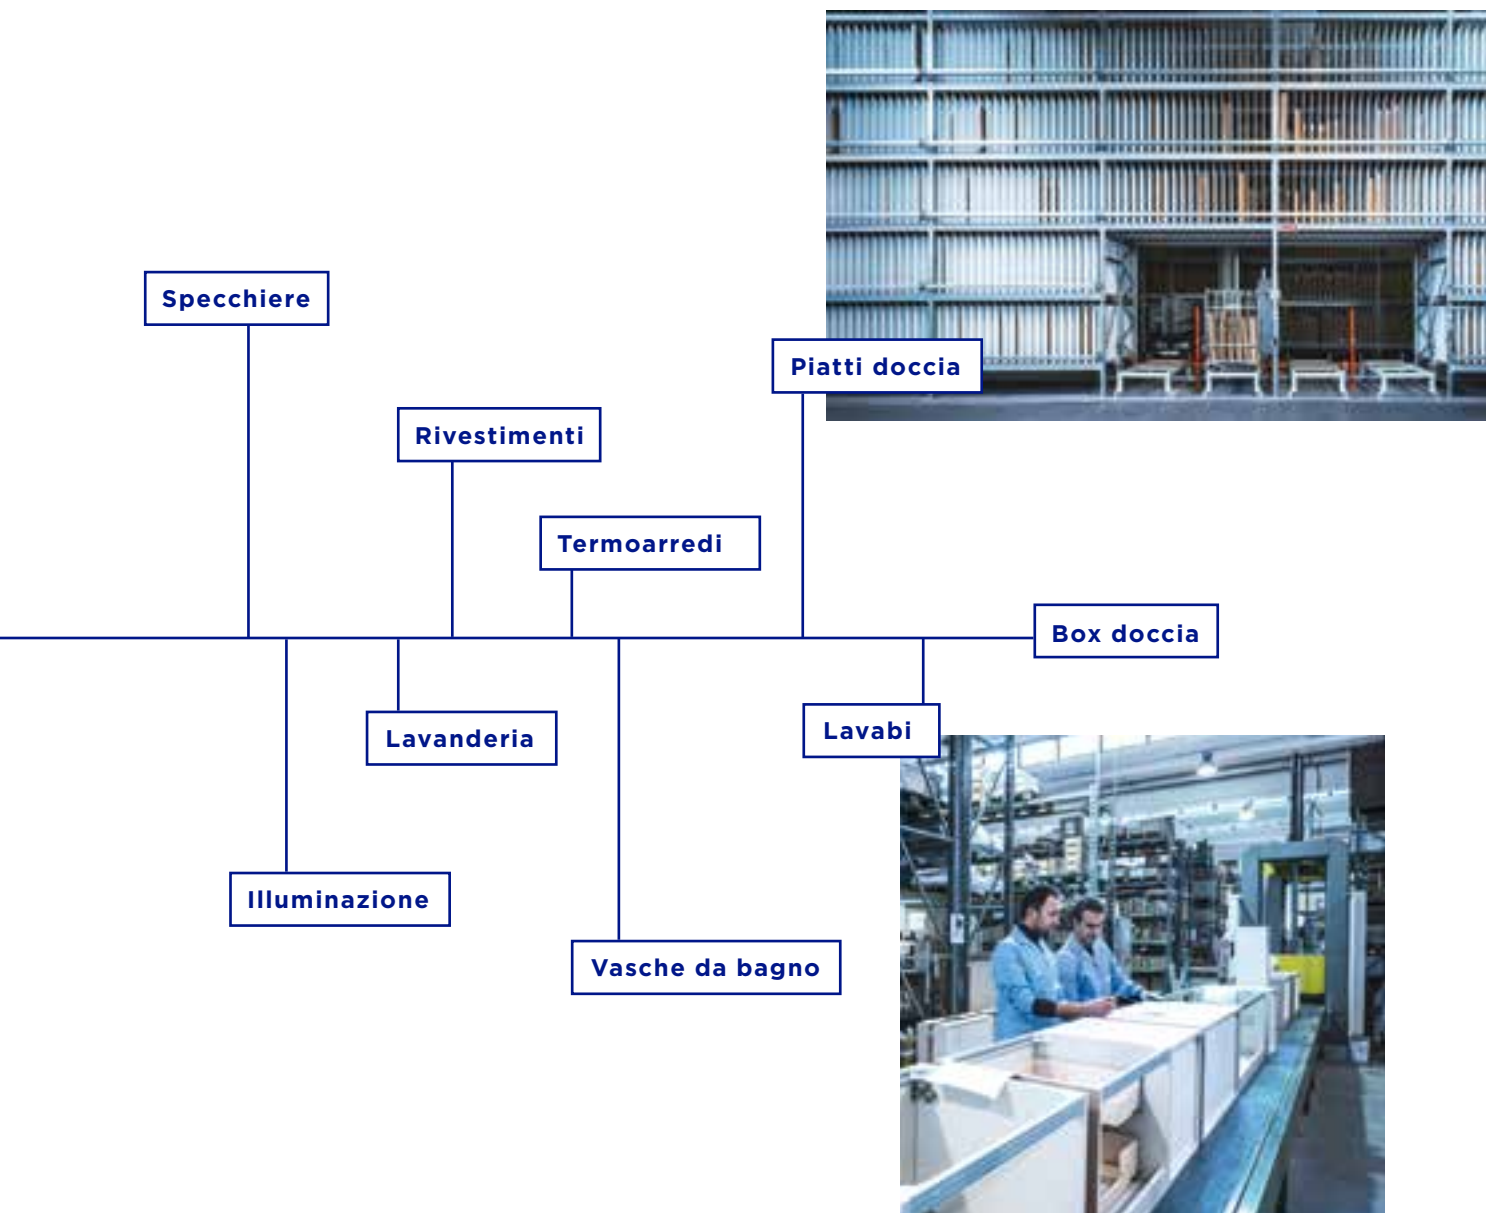 Specchiere
Piatti doccia
Rivestimenti
Termoarredi
Box doccia
Lavanderia
Lavabi
Illuminazione
Vasche da bagno